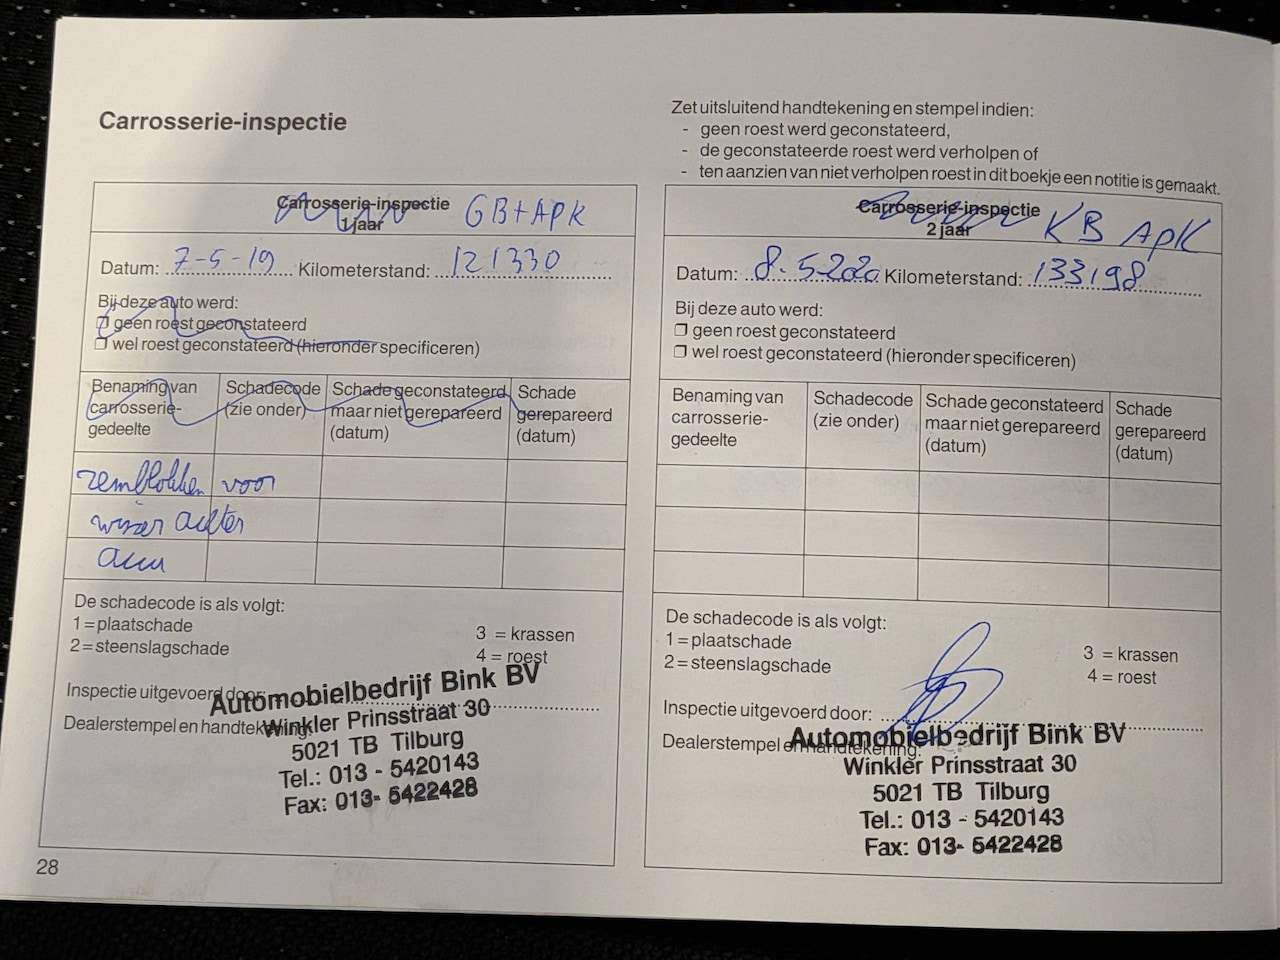 Carrosserie-inspectie
Carrosserie-inspectie
1 jaar
GB+APK
Datum: 7-5-19 Kilometerstand: 121330
Bij deze auto werd:
❒ geen roest geconstateerd
❒ wel roest geconstateerd (hieronder specificeren)
Benaming van carrosserie-gedeelte
Schadecode (zie onder)
Schade geconstateerd maar niet gerepareerd (datum)
Schade gerepareerd (datum)
remblokken voor
wisser achter
accu
De schadecode is als volgt:
1 = plaatschade
2 = steenslagschade
3 = krassen
4 = roest
Inspectie uitgevoerd door:
Dealerstempel en handtekening:
Automobielbedrijf Bink BV
Winkler Prinsstraat 30
5021 TB Tilburg
Tel.: 013 - 5420143
Fax: 013- 5422428
28
Zet uitsluitend handtekening en stempel indien:
- geen roest werd geconstateerd,
- de geconstateerde roest werd verholpen of
- ten aanzien van niet verholpen roest in dit boekje een notitie is gemaakt.
Carrosserie-inspectie
2 jaar
KB APK
Datum: 8-5-2020 Kilometerstand: 133198
Bij deze auto werd:
❒ geen roest geconstateerd
❒ wel roest geconstateerd (hieronder specificeren)
Benaming van carrosserie-gedeelte
Schadecode (zie onder)
Schade geconstateerd maar niet gerepareerd (datum)
Schade gerepareerd (datum)
De schadecode is als volgt:
1 = plaatschade
2 = steenslagschade
3 = krassen
4 = roest
Inspectie uitgevoerd door:
Dealerstempel en handtekening:
Automobielbedrijf Bink BV
Winkler Prinsstraat 30
5021 TB Tilburg
Tel.: 013 - 5420143
Fax: 013- 5422428